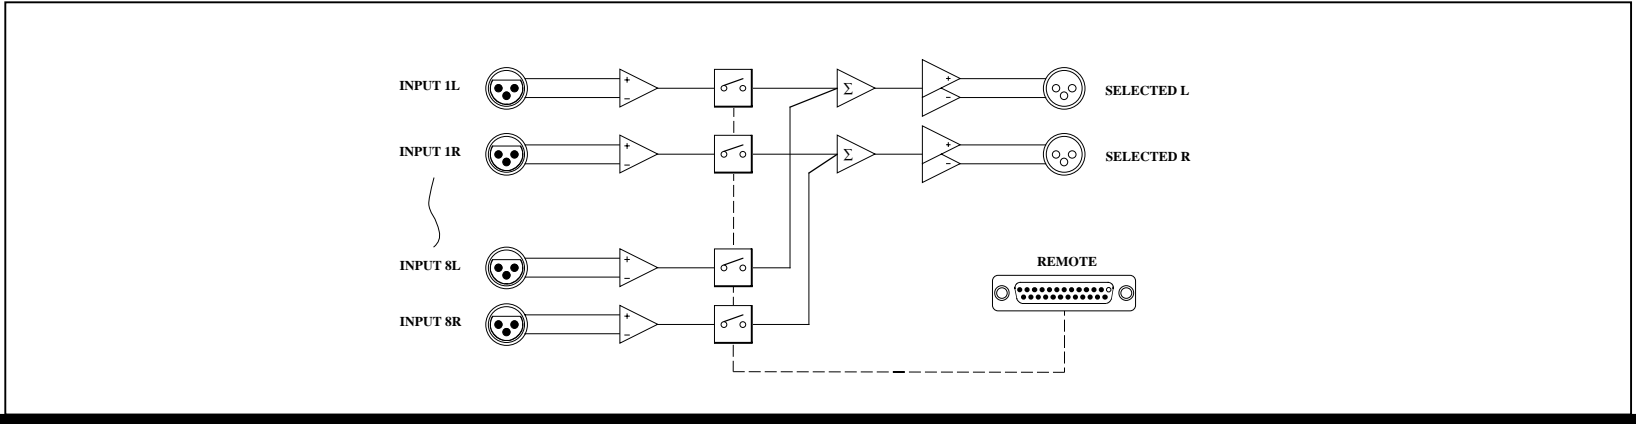 INPUT 1L
+
−
Σ
+
−
SELECTED L
INPUT 1R
+
−
Σ
+
−
SELECTED R
INPUT 8L
+
−
REMOTE
INPUT 8R
+
−